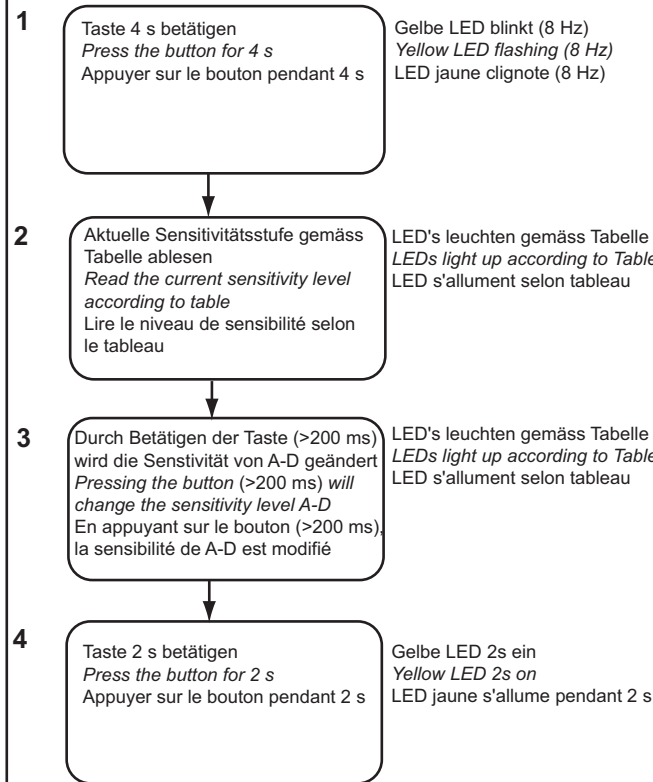 1
Taste 4 s betätigen
Press the button for 4 s
Appuyer sur le bouton pendant 4 s
Gelbe LED blinkt (8 Hz)
Yellow LED flashing (8 Hz)
LED jaune clignote (8 Hz)
2
Aktuelle Sensitivitätsstufe gemäss
Tabelle ablesen
Read the current sensitivity level
according to table
Lire le niveau de sensibilité selon
le tableau
LED's leuchten gemäss Tabelle
LEDs light up according to Table
LED s'allument selon tableau
3
Durch Betätigen der Taste (>200 ms)
wird die Senstivität von A-D geändert
Pressing the button (>200 ms) will
change the sensitivity level A-D
En appuyant sur le bouton (>200 ms),
la sensibilité de A-D est modifié
LED's leuchten gemäss Tabelle
LEDs light up according to Table
LED s'allument selon tableau
4
Taste 2 s betätigen
Press the button for 2 s
Appuyer sur le bouton pendant 2 s
Gelbe LED 2s ein
Yellow LED 2s on
LED jaune s'allume pendant 2 s